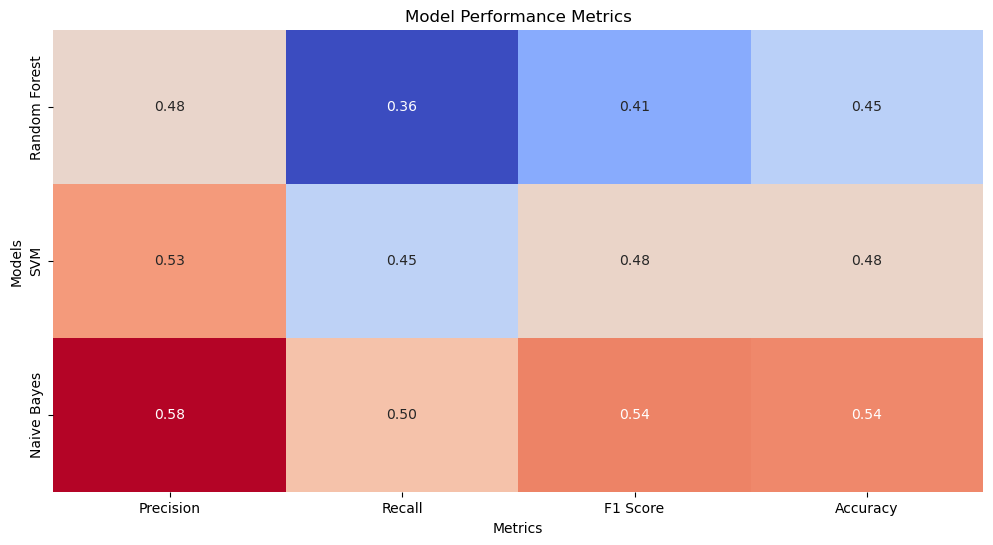 Model Performance Metrics
Models
Random Forest
0.48 0.36 0.41 0.45
SVM
0.53 0.45 0.48 0.48
Naive Bayes
0.58 0.50 0.54 0.54
Precision Recall F1 Score Accuracy
Metrics